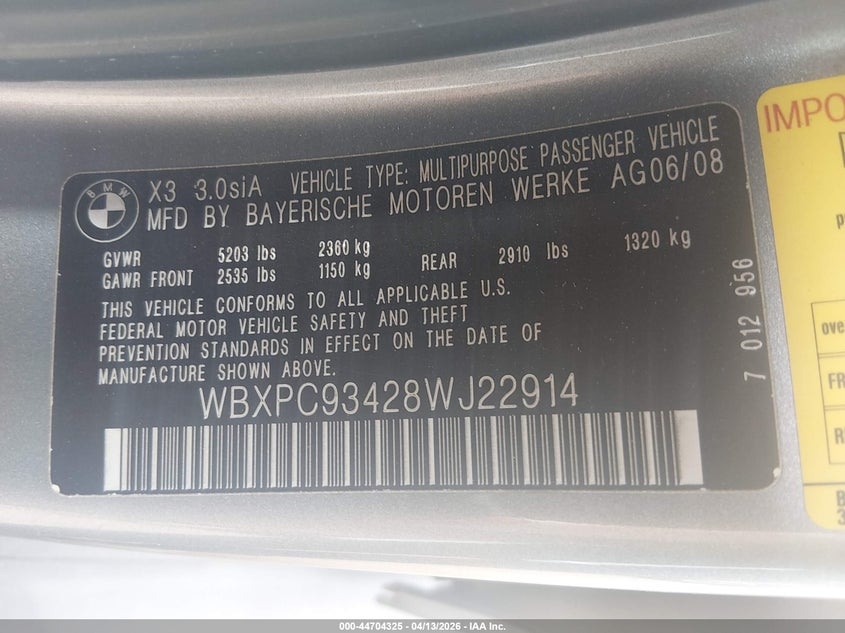 BMW
X3 3.0siA VEHICLE TYPE: MULTIPURPOSE PASSENGER VEHICLE
MFD BY BAYERISCHE MOTOREN WERKE AG06/08
GVWR 5203 lbs 2360 kg
GAWR FRONT 2535 lbs 1150 kg REAR 2910 lbs 1320 kg
THIS VEHICLE CONFORMS TO ALL APPLICABLE U.S.
FEDERAL MOTOR VEHICLE SAFETY AND THEFT
PREVENTION STANDARDS IN EFFECT ON THE DATE OF
MANUFACTURE SHOWN ABOVE.
WBXPC93428WJ22914
7 012 956
IMPO
ove
FR
R
000-44704325 - 04/13/2026 - IAA Inc.